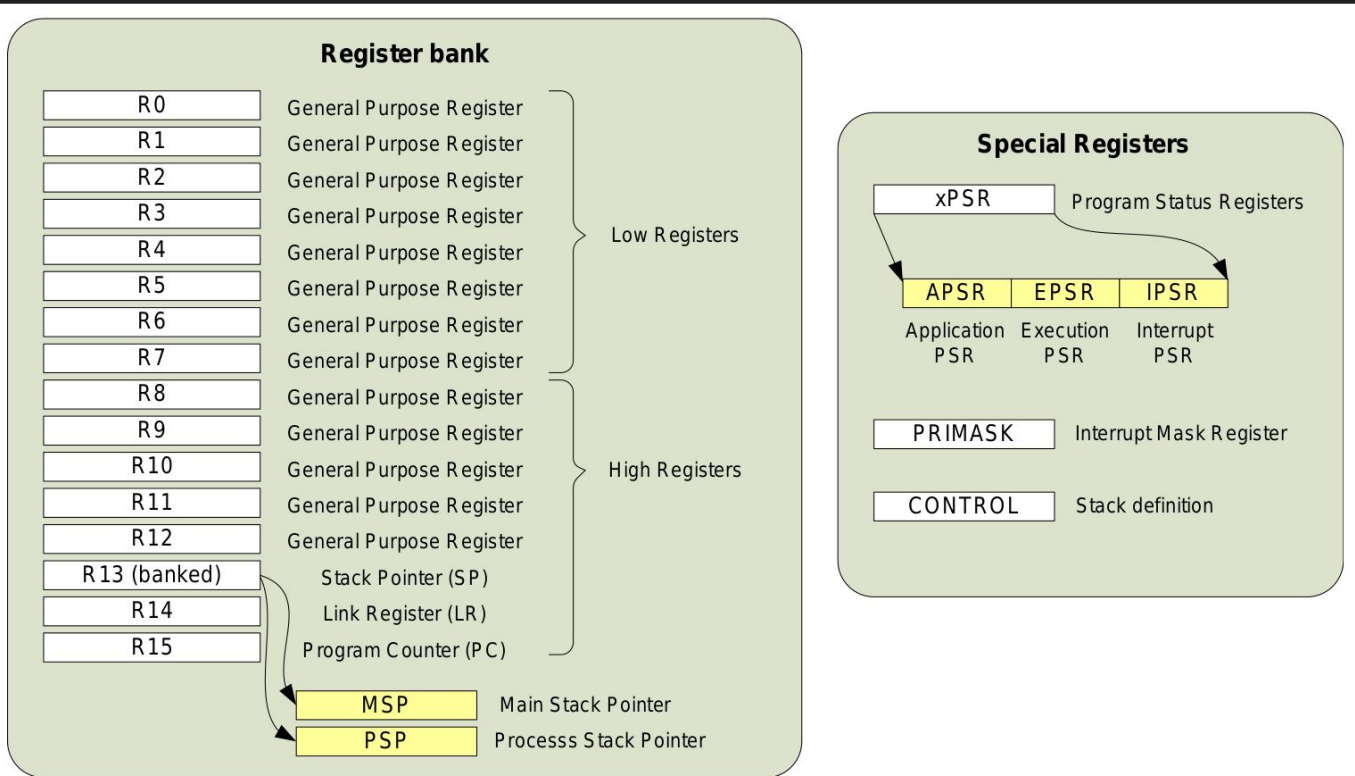 Register bank
R0 General Purpose Register
R1 General Purpose Register
R2 General Purpose Register
R3 General Purpose Register
R4 General Purpose Register
R5 General Purpose Register
R6 General Purpose Register
R7 General Purpose Register
Low Registers
R8 General Purpose Register
R9 General Purpose Register
R10 General Purpose Register
R11 General Purpose Register
R12 General Purpose Register
R13 (banked) Stack Pointer (SP)
R14 Link Register (LR)
R15 Program Counter (PC)
High Registers
MSP Main Stack Pointer
PSP Processs Stack Pointer
Special Registers
xPSR Program Status Registers
APSR EPSR IPSR
Application PSR
Execution PSR
Interrupt PSR
PRIMASK Interrupt Mask Register
CONTROL Stack definition